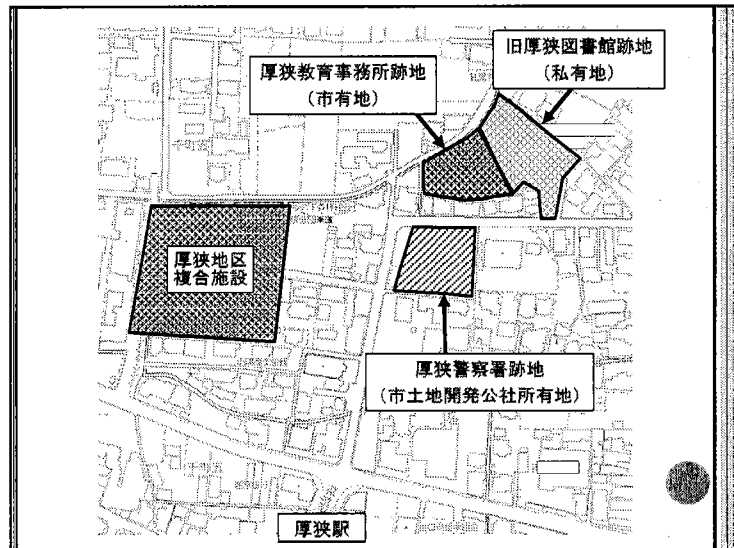 旧厚狭図書館跡地
（私有地）
厚狭教育事務所跡地
（市有地）
厚狭地区
複合施設
厚狭警察署跡地
（市土地開発公社所有地）
厚狭駅